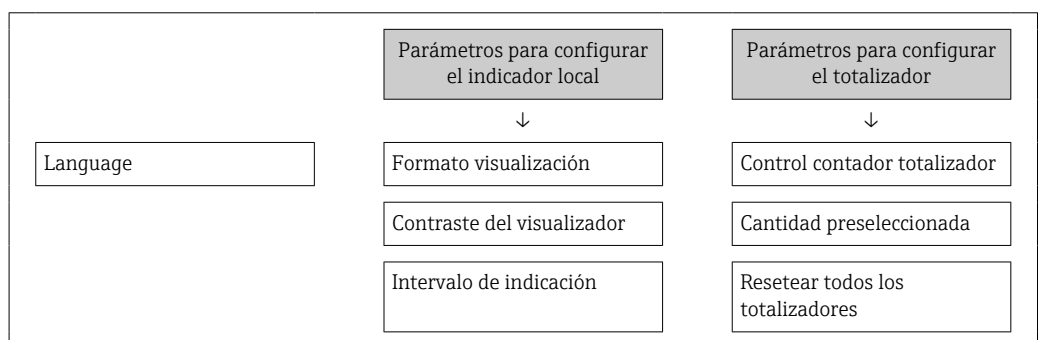 Parámetros para configurar
el indicador local
Parámetros para configurar
el totalizador
↓
↓
Language
Formato visualización
Control contador totalizador
Contraste del visualizador
Cantidad preseleccionada
Intervalo de indicación
Resetear todos los
totalizadores